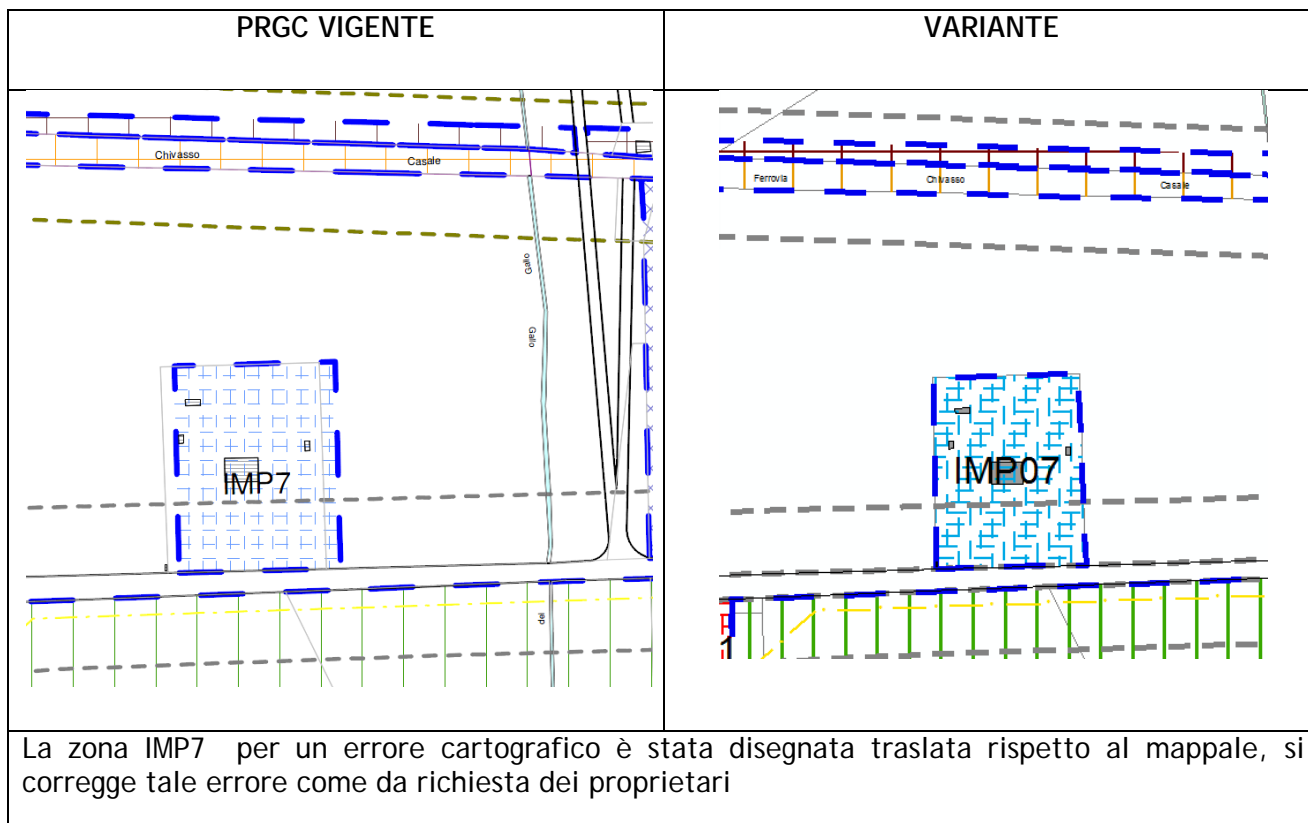 PRGC VIGENTE
VARIANTE
Chivasso
Casale
Gallo
Gallo
IMP7
dei
Ferrovia
Chivasso
Casale
IMP07
1
La zona IMP7 per un errore cartografico è stata disegnata traslata rispetto al mappale, si
corregge tale errore come da richiesta dei proprietari